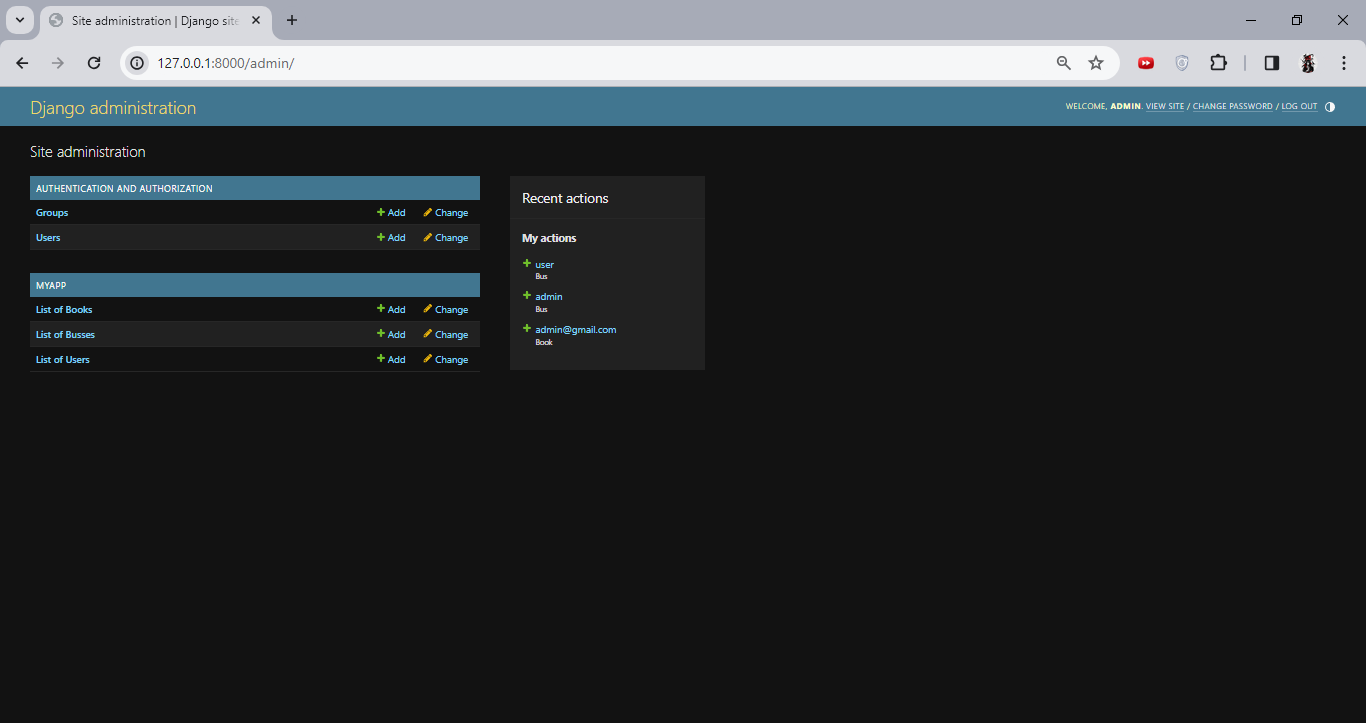 Site administration | Django site
127.0.0.1:8000/admin/
Django administration
WELCOME, ADMIN. VIEW SITE / CHANGE PASSWORD / LOG OUT
Site administration
AUTHENTICATION AND AUTHORIZATION
Groups Add Change
Users Add Change
MYAPP
List of Books Add Change
List of Busses Add Change
List of Users Add Change
Recent actions
My actions
user
Bus
admin
Bus
admin@gmail.com
Book